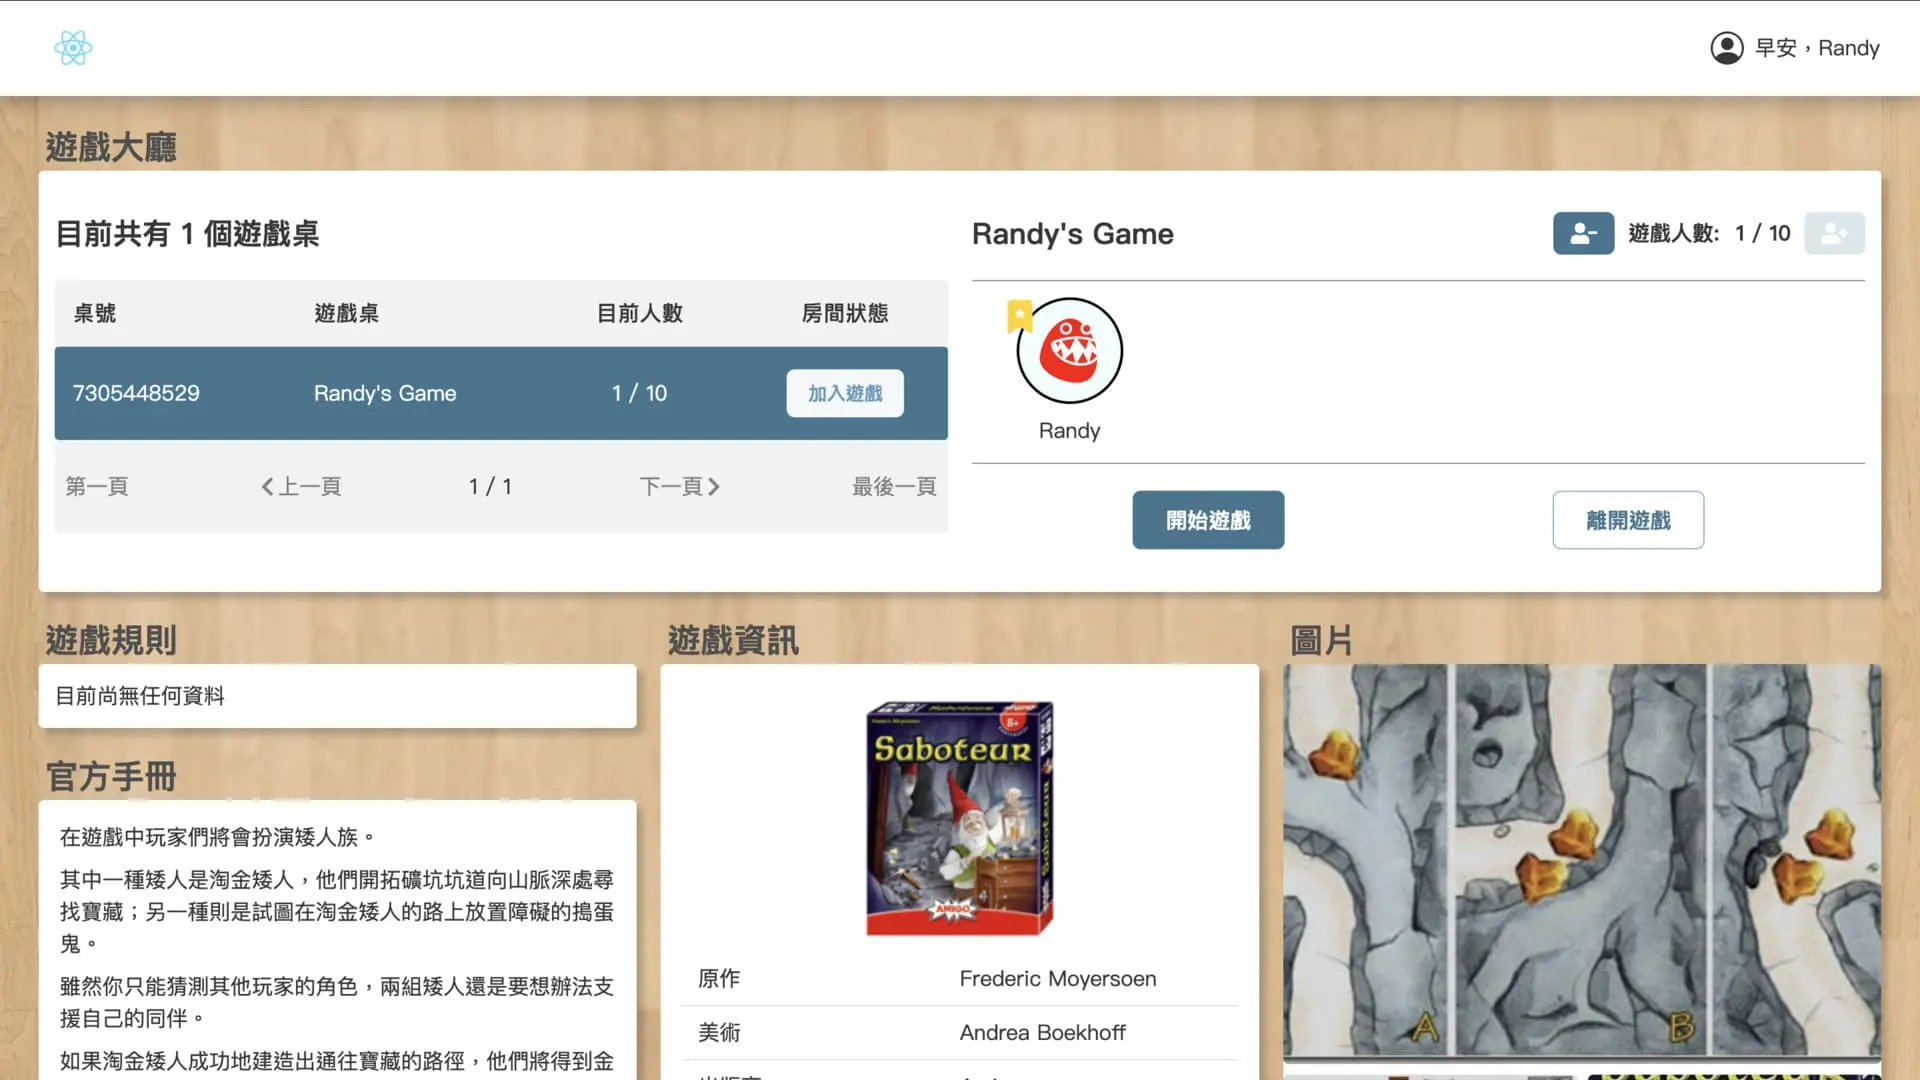 早安，Randy
遊戲大廳
目前共有 1 個遊戲桌
桌號 遊戲桌 目前人數 房間狀態
7305448529 Randy's Game 1 / 10 加入遊戲
第一頁 上一頁 1 / 1 下一頁 最後一頁
Randy's Game
遊戲人數: 1 / 10
Randy
開始遊戲 離開遊戲
遊戲規則
目前尚無任何資料
官方手冊
在遊戲中玩家們將會扮演矮人族。
其中一種矮人是淘金矮人，他們開拓礦坑坑道向山脈深處尋
找寶藏；另一種則是試圖在淘金矮人的路上放置障礙的搗蛋
鬼。
雖然你只能猜測其他玩家的角色，兩組矮人還是要想辦法支
援自己的同伴。
如果淘金矮人成功地建造出通往寶藏的路徑，他們將得到金
遊戲資訊
8+
Saboteur
Saboteur
AMIGO
原作 Frederic Moyersoen
美術 Andrea Boekhoff
圖片
A
B